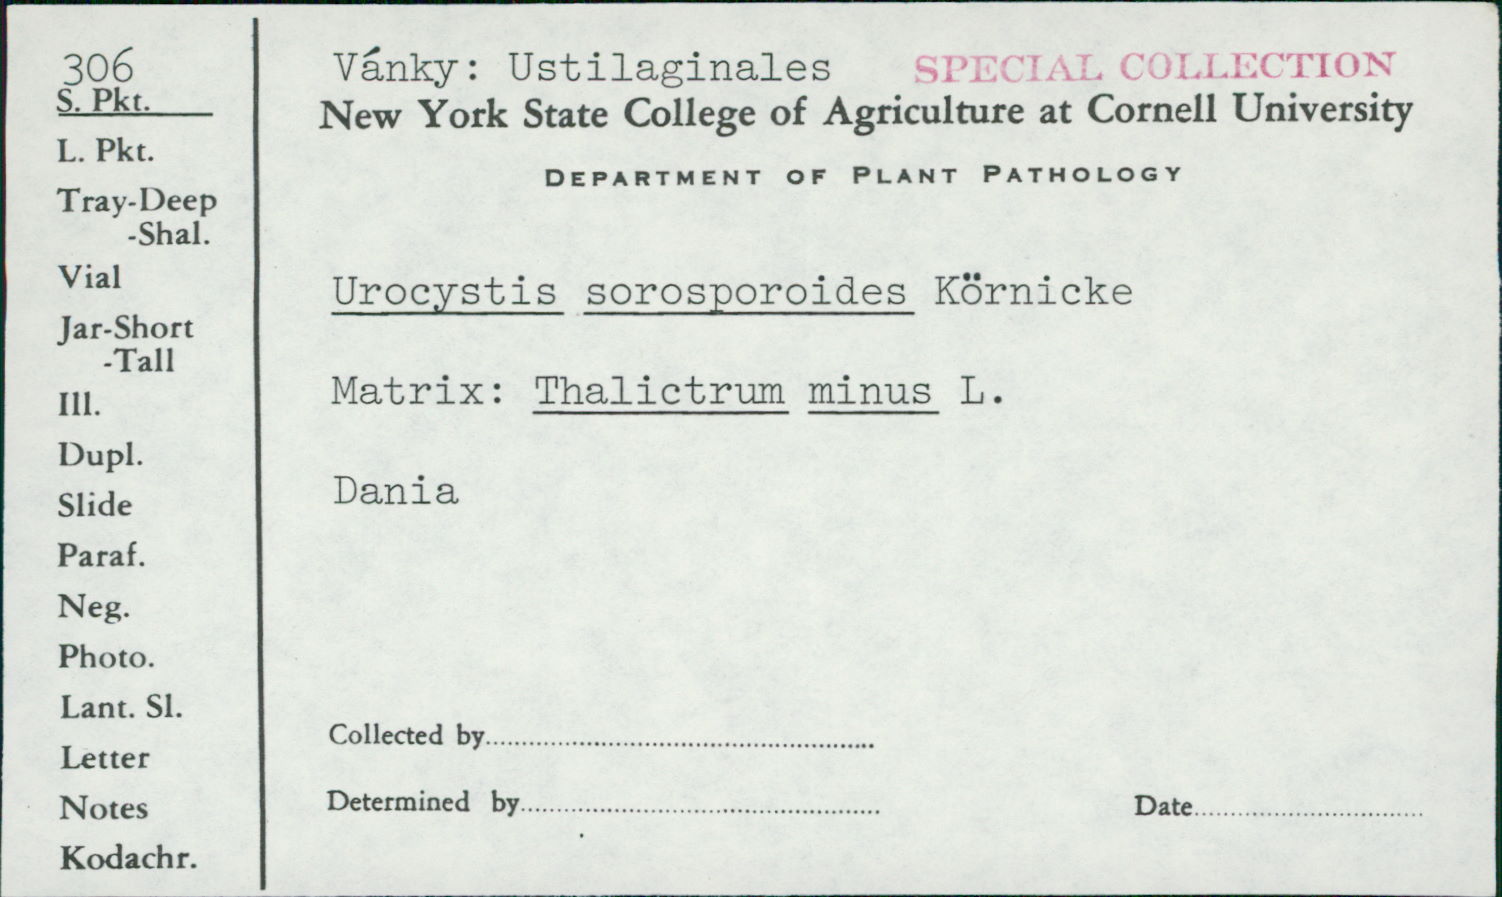 306
S. Pkt.
L. Pkt.
Tray-Deep
-Shal.
Vial
Jar-Short
-Tall
Ill.
Dupl.
Slide
Paraf.
Neg.
Photo.
Lant. Sl.
Letter
Notes
Kodachr.
Vánky: Ustilaginales SPECIAL COLLECTION
New York State College of Agriculture at Cornell University
DEPARTMENT OF PLANT PATHOLOGY
Urocystis sorosporoides Körnicke
Matrix: Thalictrum minus L.
Dania
Collected by
Determined by
Date